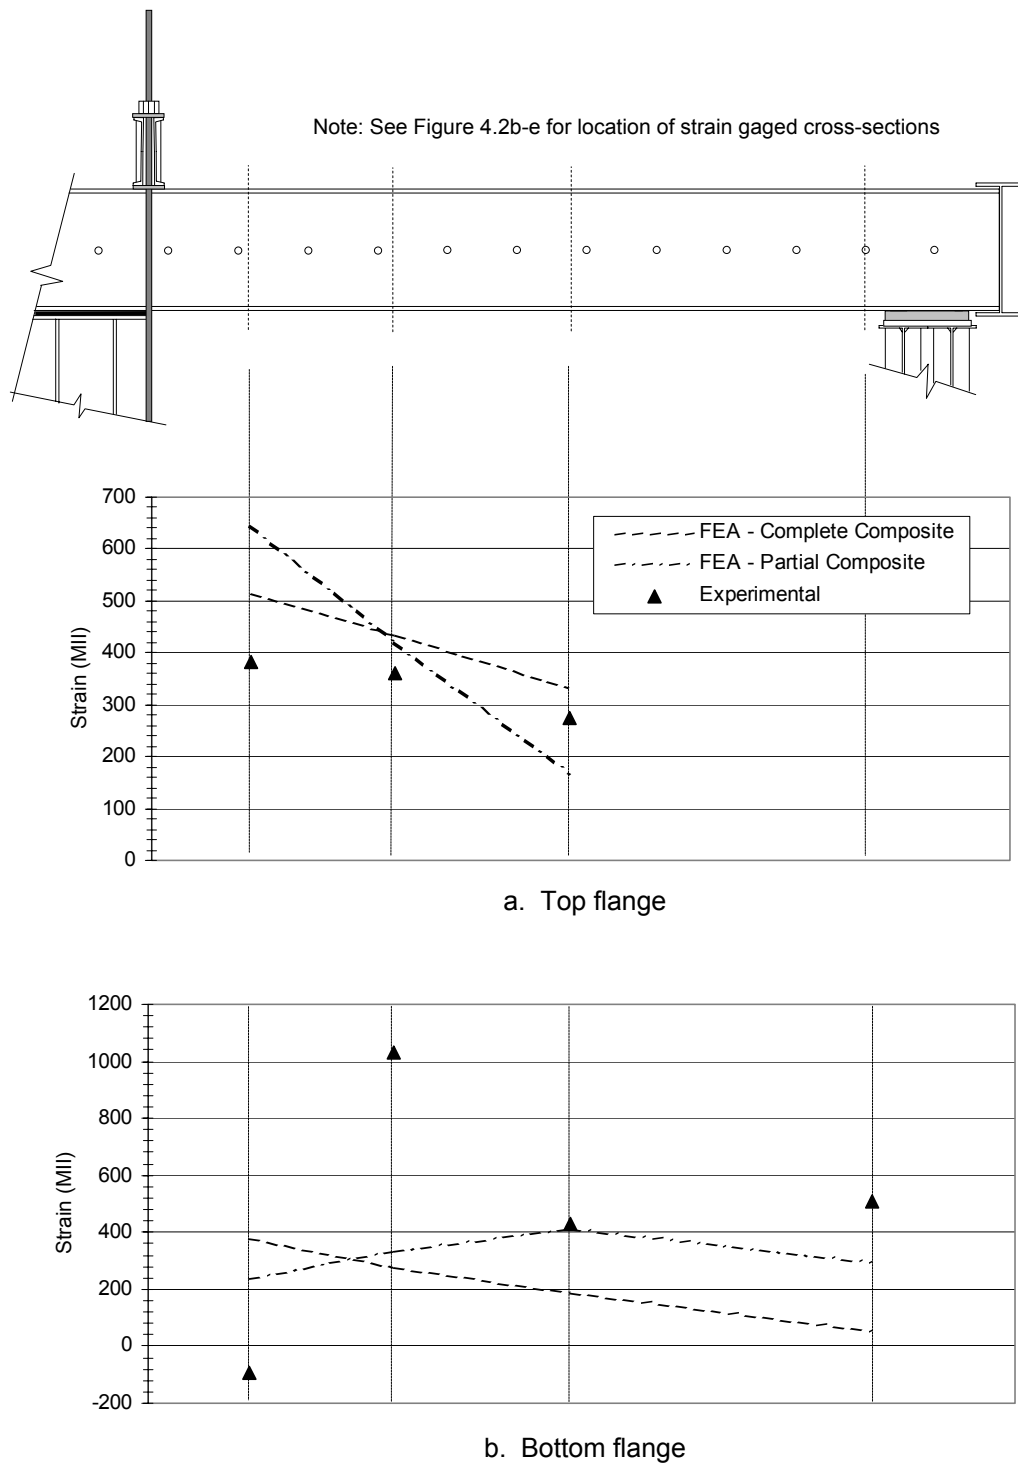 Note: See Figure 4.2b-e for location of strain gaged cross-sections
700
600
500
400
300
200
100
0
Strain (MII)
FEA - Complete Composite
FEA - Partial Composite
Experimental
a. Top flange
1200
1000
800
600
400
200
0
-200
Strain (MII)
b. Bottom flange